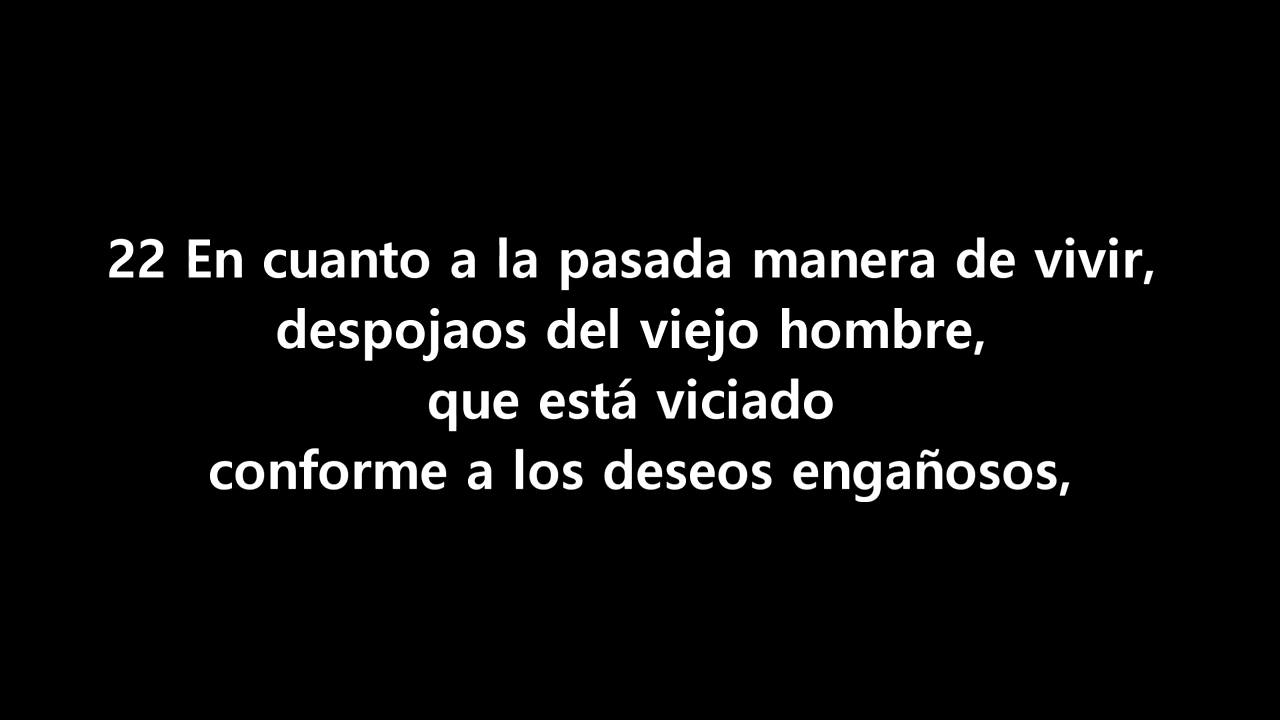 22 En cuanto a la pasada manera de vivir,
despojaos del viejo hombre,
que está viciado
conforme a los deseos engañosos,